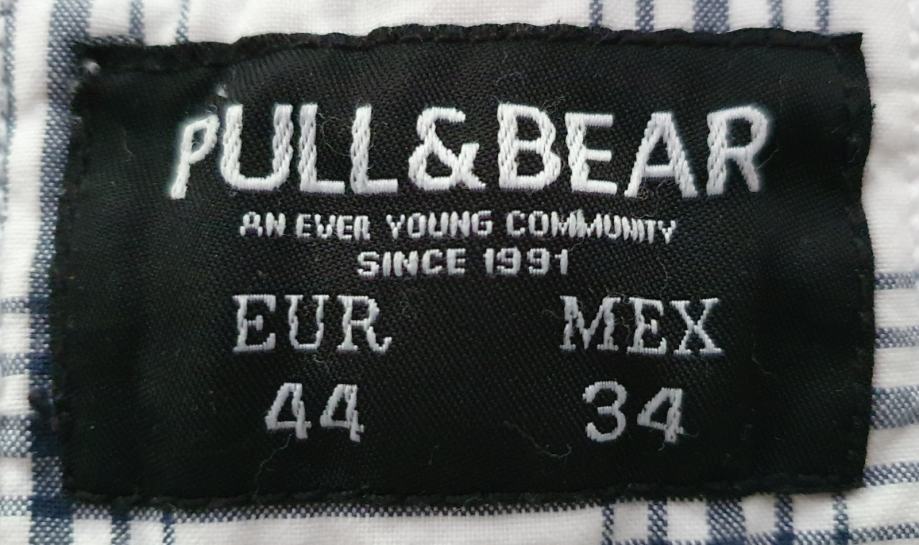 PULL&BEAR
AN EVER YOUNG COMMUNITY
SINCE 1991
EUR MEX
44 34